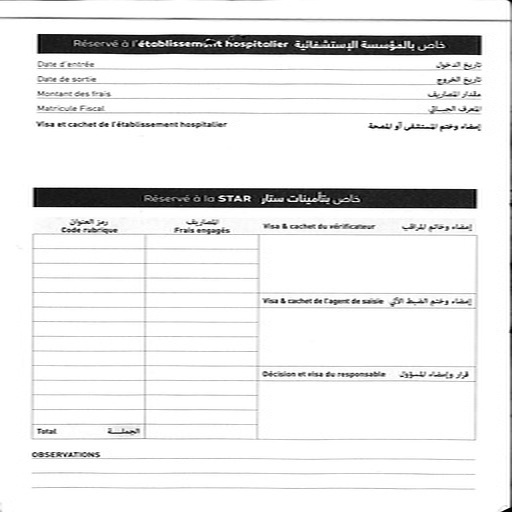 Réservé à l'établissement hospitalier خاص بالمؤسسة الإستشفائية
Date d'entrée تاريخ الدخول
Date de sortie تاريخ الخروج
Montant des frais مقدار المصاريف
Matricule Fiscal المعرف الجبائي
Visa et cachet de l'établissement hospitalier إمضاء وختم المستشفى أو المصحة
Réservé à la STAR خاص بتأمينات ستار
رمز العنوان المصاريف
Code rubrique Frais engagés
Visa & cachet du vérificateur إمضاء وخاتم المراقب
Visa & cachet de l'agent de saisie إمضاء وختم الضبط الآلي
Décision et visa du responsable قرار وإمضاء المسؤول
Total الجملـــة
OBSERVATIONS